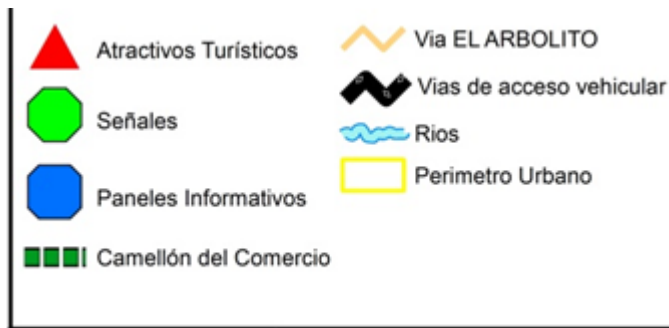 Atractivos Turísticos
Señales
Paneles Informativos
Camellón del Comercio
Via EL ARBOLITO
Vias de acceso vehicular
Rios
Perimetro Urbano